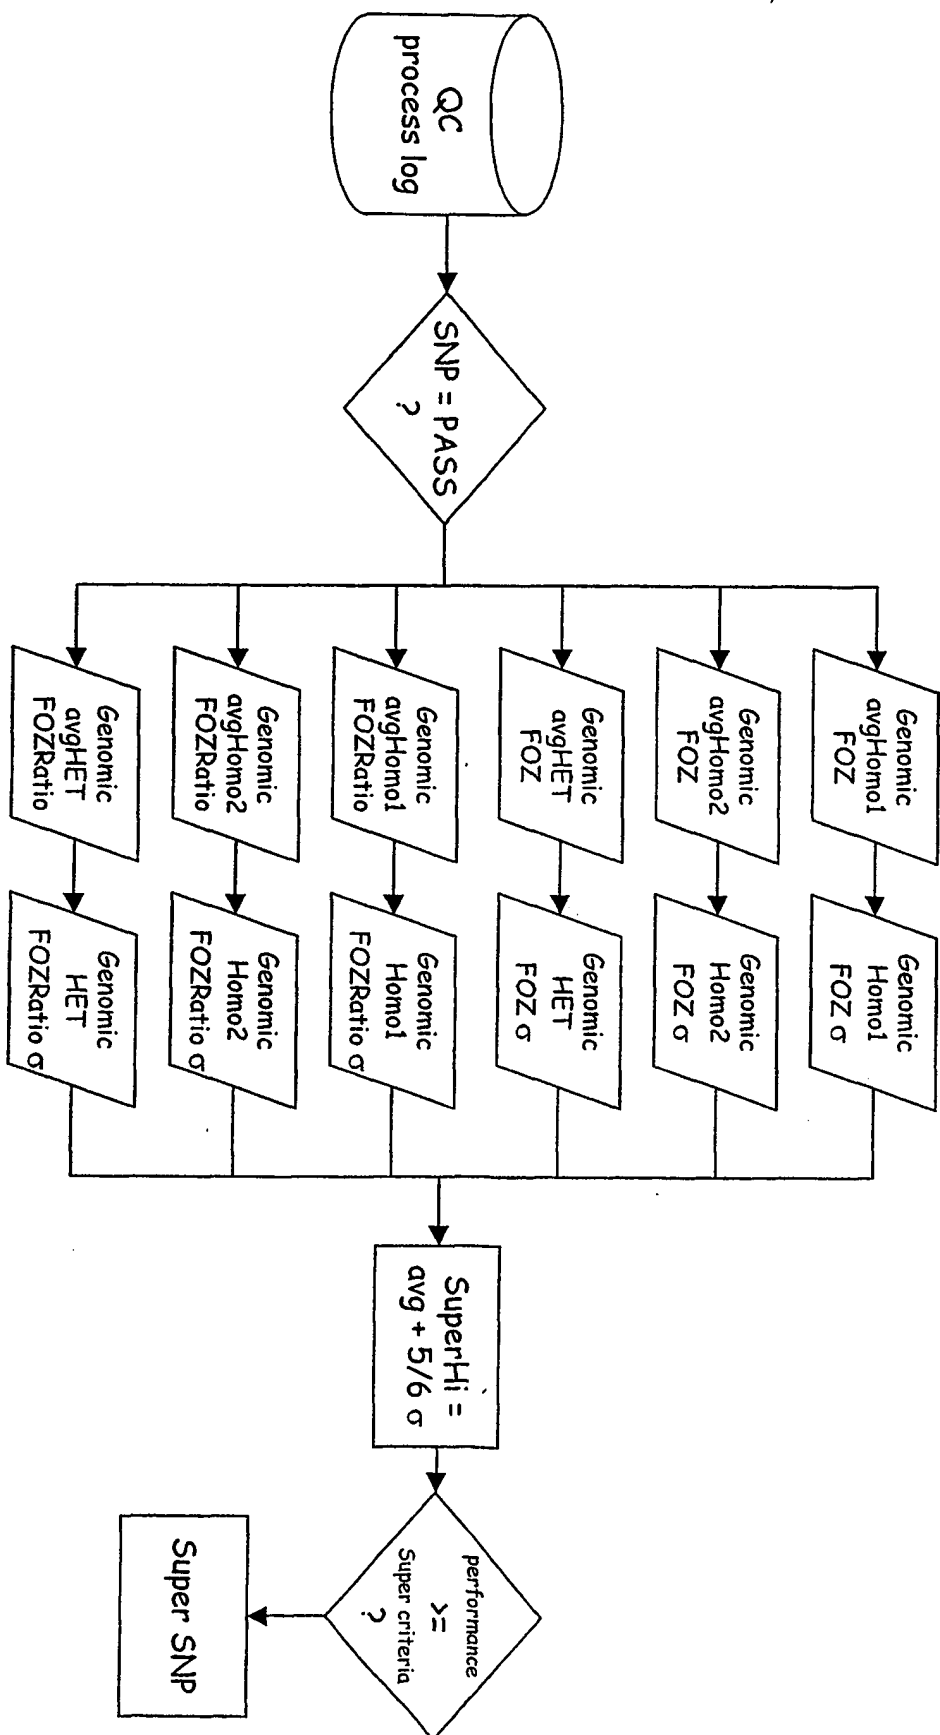 QC
process log
SNP = PASS
?
Genomic
avgHomo1
FOZ
Genomic
Homo1
FOZ σ
Genomic
avgHomo2
FOZ
Genomic
Homo2
FOZ σ
Genomic
avgHET
FOZ
Genomic
HET
FOZ σ
Genomic
avgHomo1
FOZRatio
Genomic
Homo1
FOZRatio σ
Genomic
avgHomo2
FOZRatio
Genomic
Homo2
FOZRatio σ
Genomic
avgHET
FOZRatio
Genomic
HET
FOZRatio σ
SuperHi =
avg + 5/6 σ
performance
>=
Super criteria
?
Super SNP